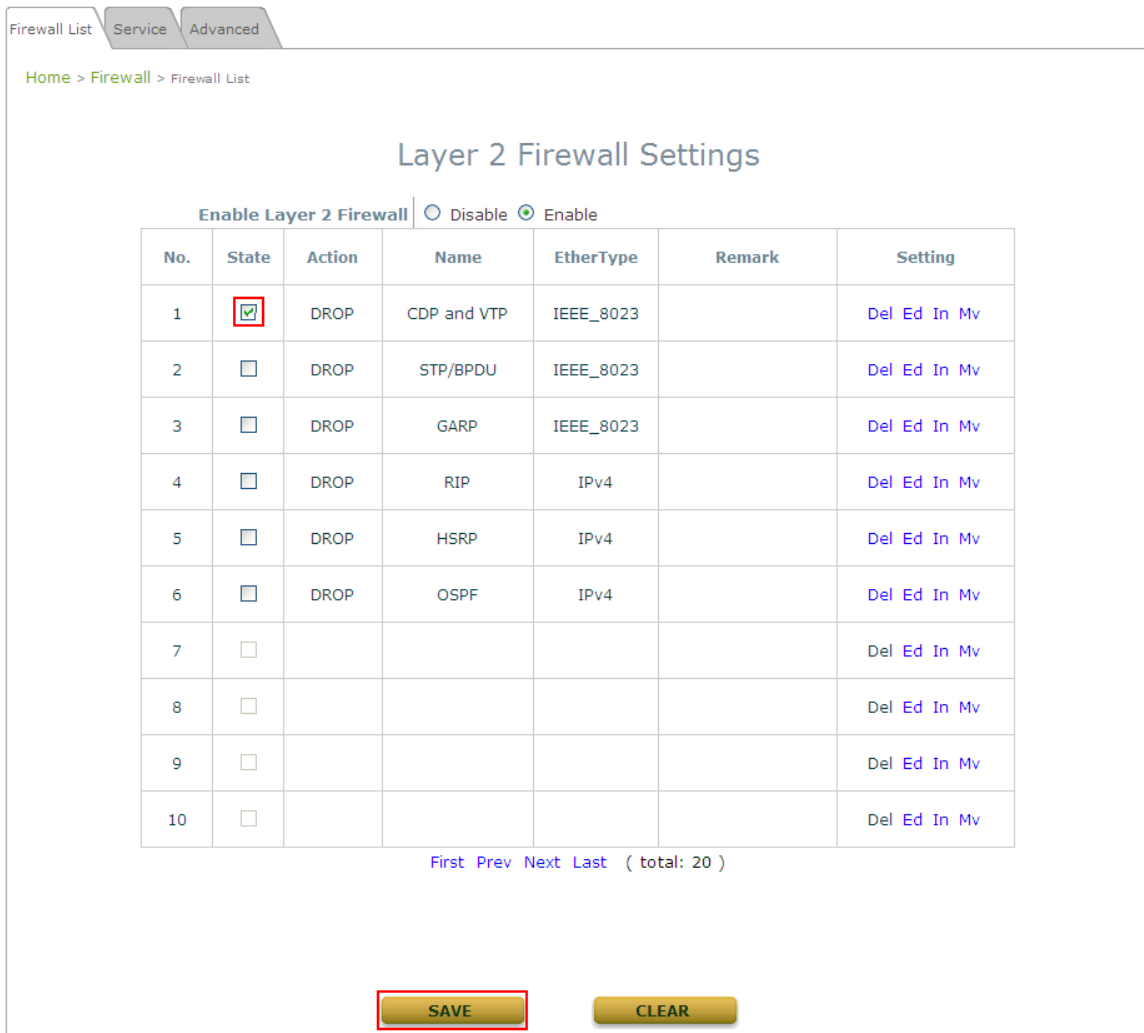 Firewall List Service Advanced
Home > Firewall > Firewall List
Layer 2 Firewall Settings
Enable Layer 2 Firewall Disable Enable
No. State Action Name EtherType Remark Setting
1 DROP CDP and VTP IEEE_8023 Del Ed In Mv
2 DROP STP/BPDU IEEE_8023 Del Ed In Mv
3 DROP GARP IEEE_8023 Del Ed In Mv
4 DROP RIP IPv4 Del Ed In Mv
5 DROP HSRP IPv4 Del Ed In Mv
6 DROP OSPF IPv4 Del Ed In Mv
7 Del Ed In Mv
8 Del Ed In Mv
9 Del Ed In Mv
10 Del Ed In Mv
First Prev Next Last ( total: 20 )
SAVE CLEAR